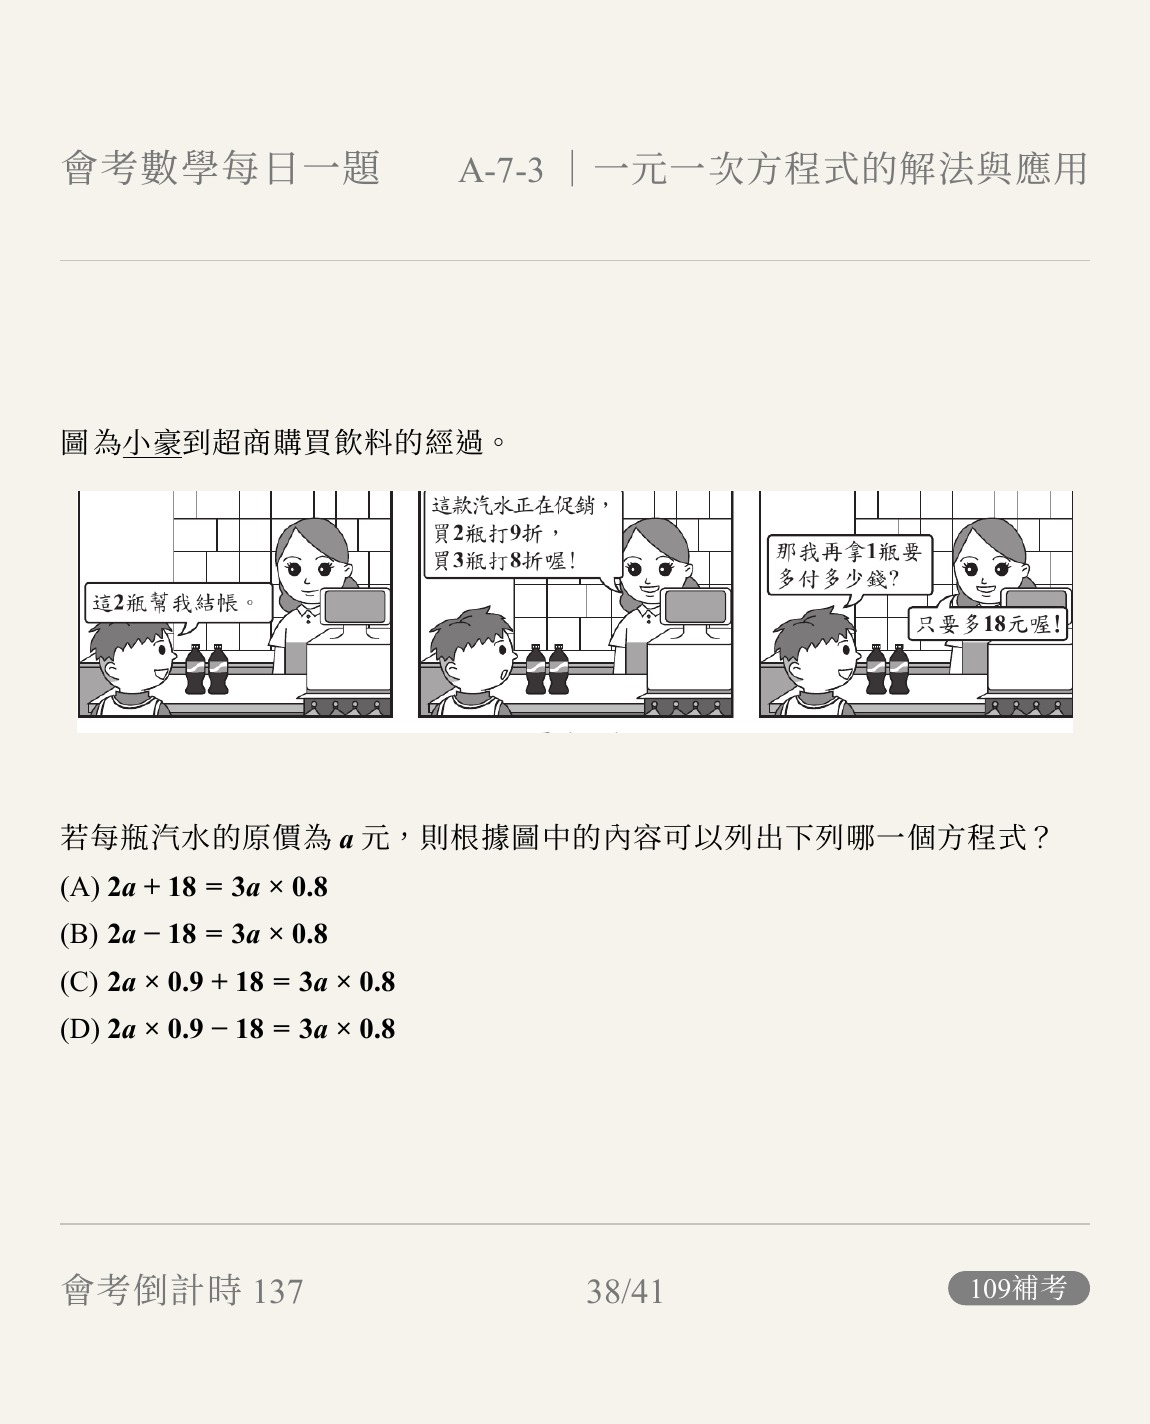 會考數學每日一題 A-7-3｜一元一次方程式的解法與應用
圖為小豪到超商購買飲料的經過。
這2瓶幫我結帳。
這款汽水正在促銷，
買2瓶打9折，
買3瓶打8折喔！
那我再拿1瓶要
多付多少錢？
只要多18元喔！
若每瓶汽水的原價為 a 元，則根據圖中的內容可以列出下列哪一個方程式？
(A) 2a + 18 = 3a × 0.8
(B) 2a − 18 = 3a × 0.8
(C) 2a × 0.9 + 18 = 3a × 0.8
(D) 2a × 0.9 − 18 = 3a × 0.8
會考倒計時 137 38/41 109補考